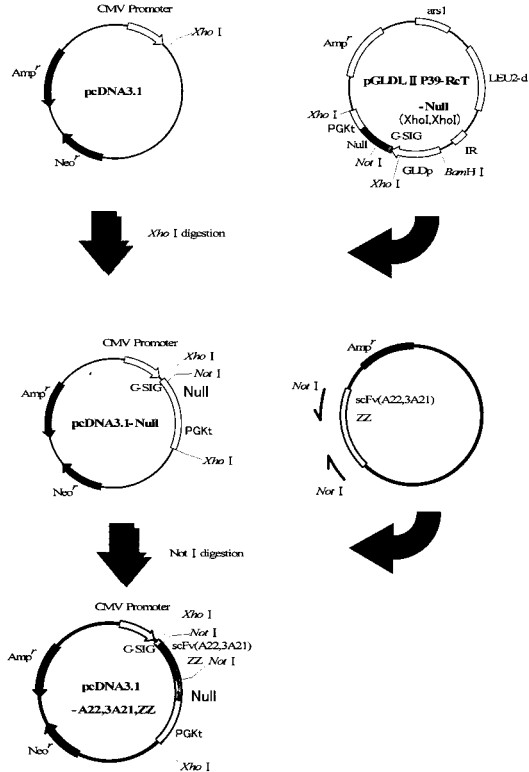 CMV Promoter
Xho I
Amp^r
pcDNA3.1
Neo^r
ars1
Amp^r
pGLDLⅡP39-RcT
-Null
(XhoI,XhoI)
LEU2-d
Xho I
PGKt
Null
G-SIG
Not I
Xho I
GLDp
BamH I
IR
Xho I digestion
CMV Promoter
Xho I
Not I
G-SIG
Null
Amp^r
pcDNA3.1-Null
PGKt
Xho I
Neo^r
Amp^r
Not I
scFv(A22,3A21)
ZZ
Not I
Not I digestion
CMV Promoter
Xho I
Not I
G-SIG
scFv(A22,3A21)
ZZ
Not I
Amp^r
pcDNA3.1
-A22,3A21,ZZ
Null
PGKt
Neo^r
Xho I